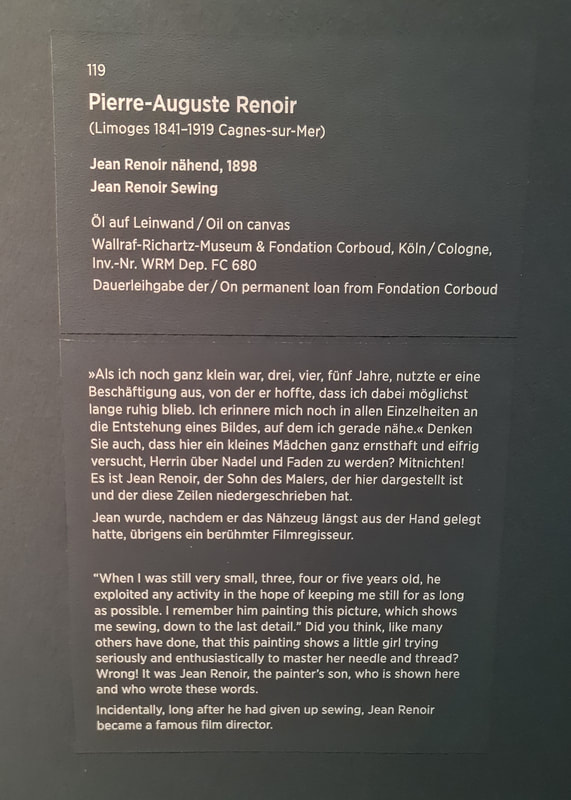 119
Pierre-Auguste Renoir
(Limoges 1841–1919 Cagnes-sur-Mer)
Jean Renoir nähend, 1898
Jean Renoir Sewing
Öl auf Leinwand / Oil on canvas
Wallraf-Richartz-Museum & Fondation Corboud, Köln / Cologne,
Inv.-Nr. WRM Dep. FC 680
Dauerleihgabe der / On permanent loan from Fondation Corboud
»Als ich noch ganz klein war, drei, vier, fünf Jahre, nutzte er eine
Beschäftigung aus, von der er hoffte, dass ich dabei möglichst
lange ruhig blieb. Ich erinnere mich noch in allen Einzelheiten an
die Entstehung eines Bildes, auf dem ich gerade nähe.« Denken
Sie auch, dass hier ein kleines Mädchen ganz ernsthaft und eifrig
versucht, Herrin über Nadel und Faden zu werden? Mitnichten!
Es ist Jean Renoir, der Sohn des Malers, der hier dargestellt ist
und der diese Zeilen niedergeschrieben hat.
Jean wurde, nachdem er das Nähzeug längst aus der Hand gelegt
hatte, übrigens ein berühmter Filmregisseur.
“When I was still very small, three, four or five years old, he
exploited any activity in the hope of keeping me still for as long
as possible. I remember him painting this picture, which shows
me sewing, down to the last detail.” Did you think, like many
others have done, that this painting shows a little girl trying
seriously and enthusiastically to master her needle and thread?
Wrong! It was Jean Renoir, the painter’s son, who is shown here
and who wrote these words.
Incidentally, long after he had given up sewing, Jean Renoir
became a famous film director.